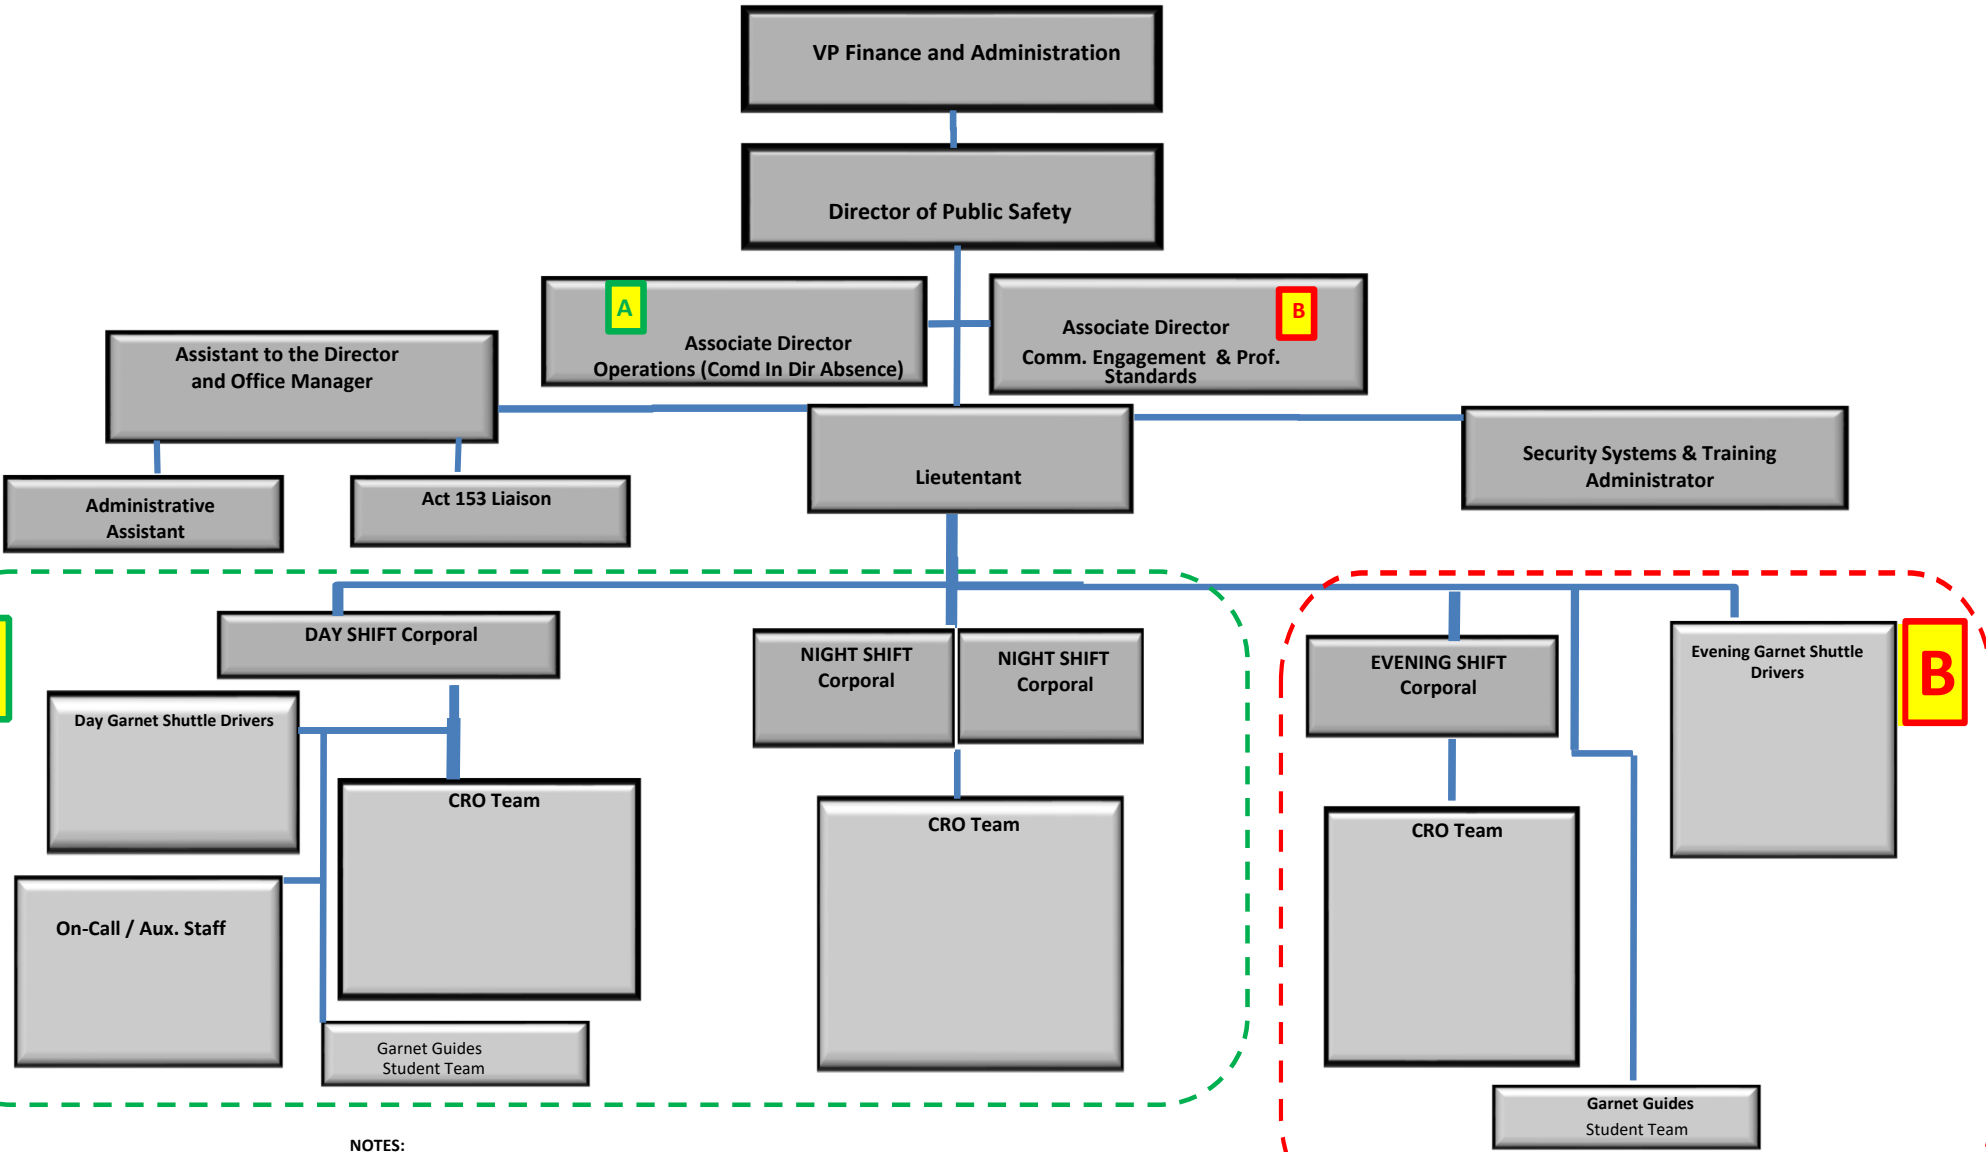 VP Finance and Administration
Director of Public Safety
A
Associate Director
Operations (Comd In Dir Absence)
B
Associate Director
Comm. Engagement & Prof.
Standards
Assistant to the Director
and Office Manager
Lieutentant
Security Systems & Training
Administrator
Administrative
Assistant
Act 153 Liaison
DAY SHIFT Corporal
NIGHT SHIFT
Corporal
NIGHT SHIFT
Corporal
EVENING SHIFT
Corporal
Evening Garnet Shuttle
Drivers
B
Day Garnet Shuttle Drivers
CRO Team
CRO Team
CRO Team
On-Call / Aux. Staff
Garnet Guides
Student Team
Garnet Guides
Student Team
NOTES: